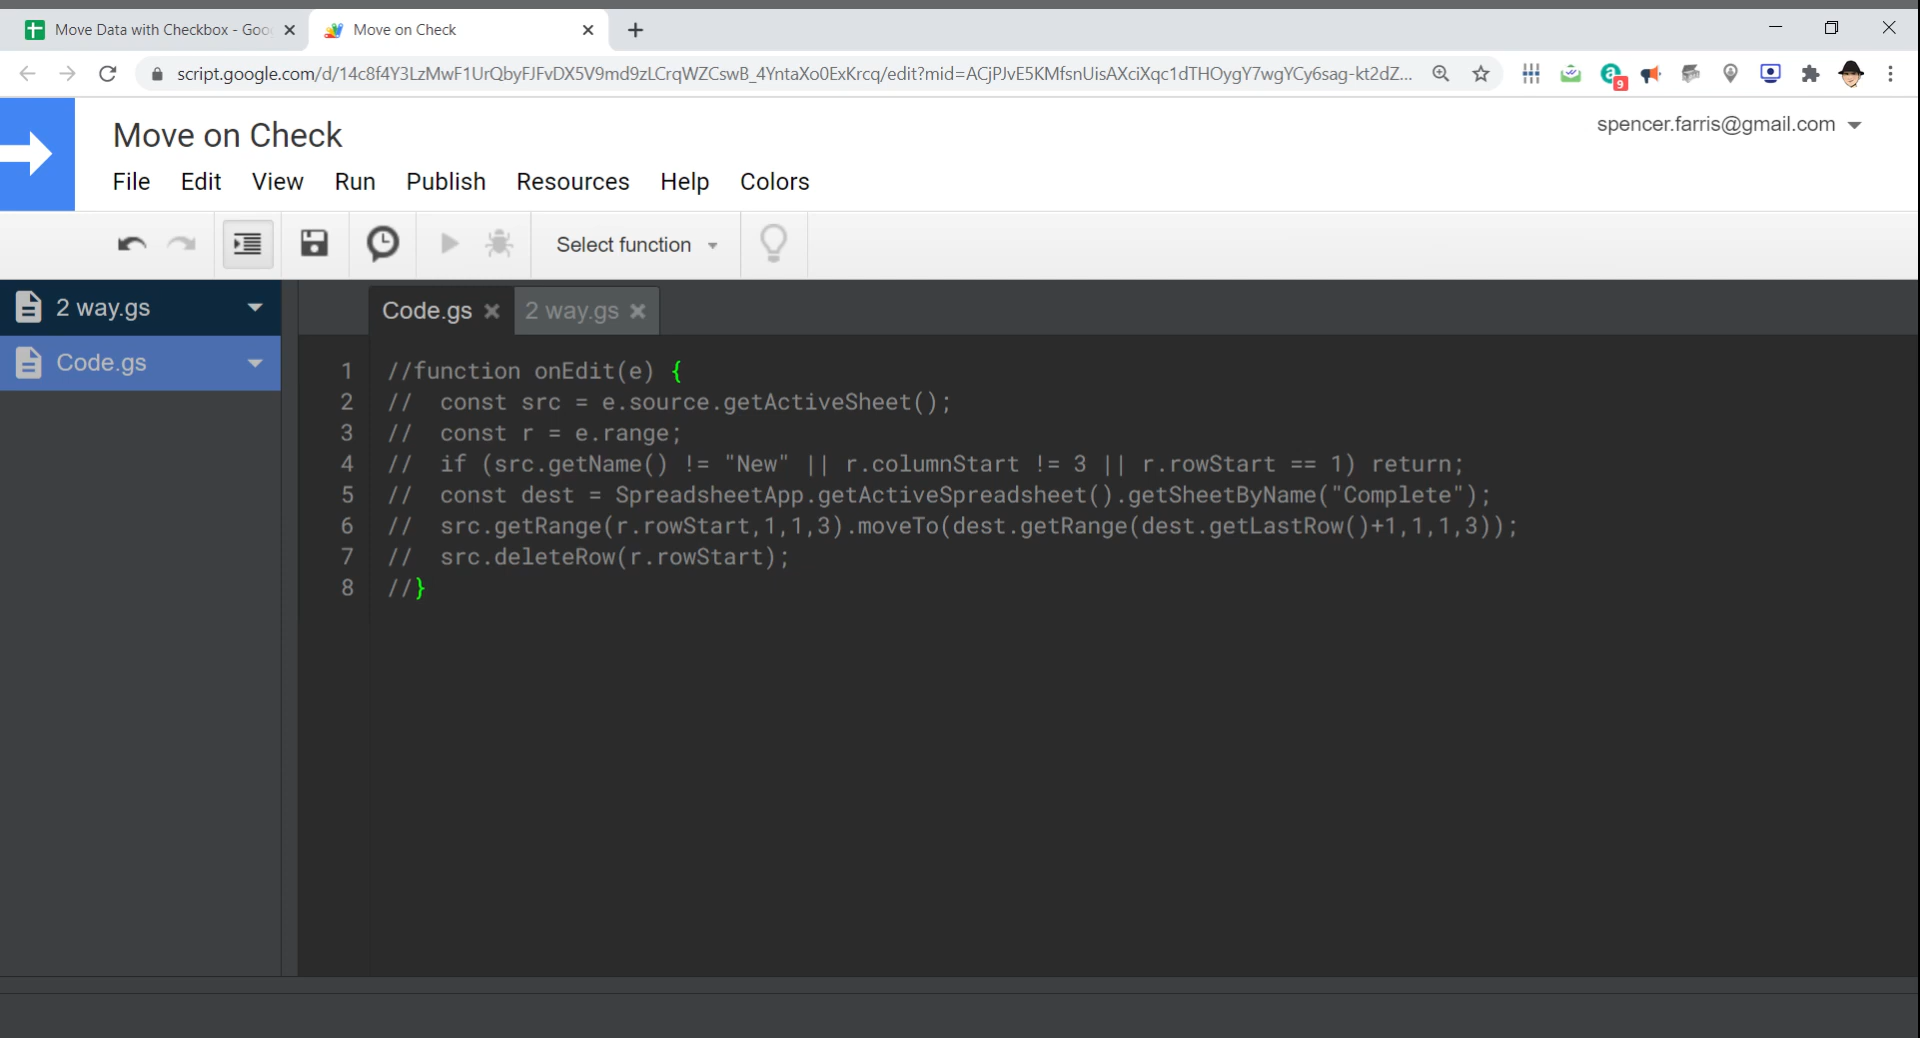 Move Data with Checkbox - Goo
Move on Check
script.google.com/d/14c8f4Y3LzMwF1UrQbyFJFvDX5V9md9zLCrqWZCswB_4YntaXo0ExKrcq/edit?mid=ACjPJvE5KMfsnUisAXciXqc1dTHOygY7wgYCy6sag-kt2dZ...
9
Move on Check
spencer.farris@gmail.com
File Edit View Run Publish Resources Help Colors
Select function
2 way.gs
Code.gs
Code.gs
2 way.gs
1 //function onEdit(e) {
2 //  const src = e.source.getActiveSheet();
3 //  const r = e.range;
4 //  if (src.getName() != "New" || r.columnStart != 3 || r.rowStart == 1) return;
5 //  const dest = SpreadsheetApp.getActiveSpreadsheet().getSheetByName("Complete");
6 //  src.getRange(r.rowStart,1,1,3).moveTo(dest.getRange(dest.getLastRow()+1,1,1,3));
7 //  src.deleteRow(r.rowStart);
8 //}